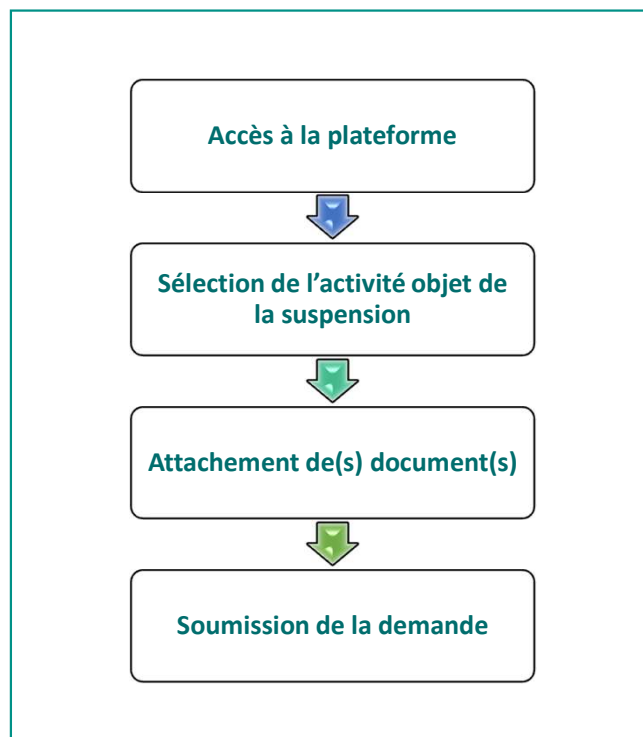 Accès à la plateforme
Sélection de l’activité objet de
la suspension
Attachement de(s) document(s)
Soumission de la demande